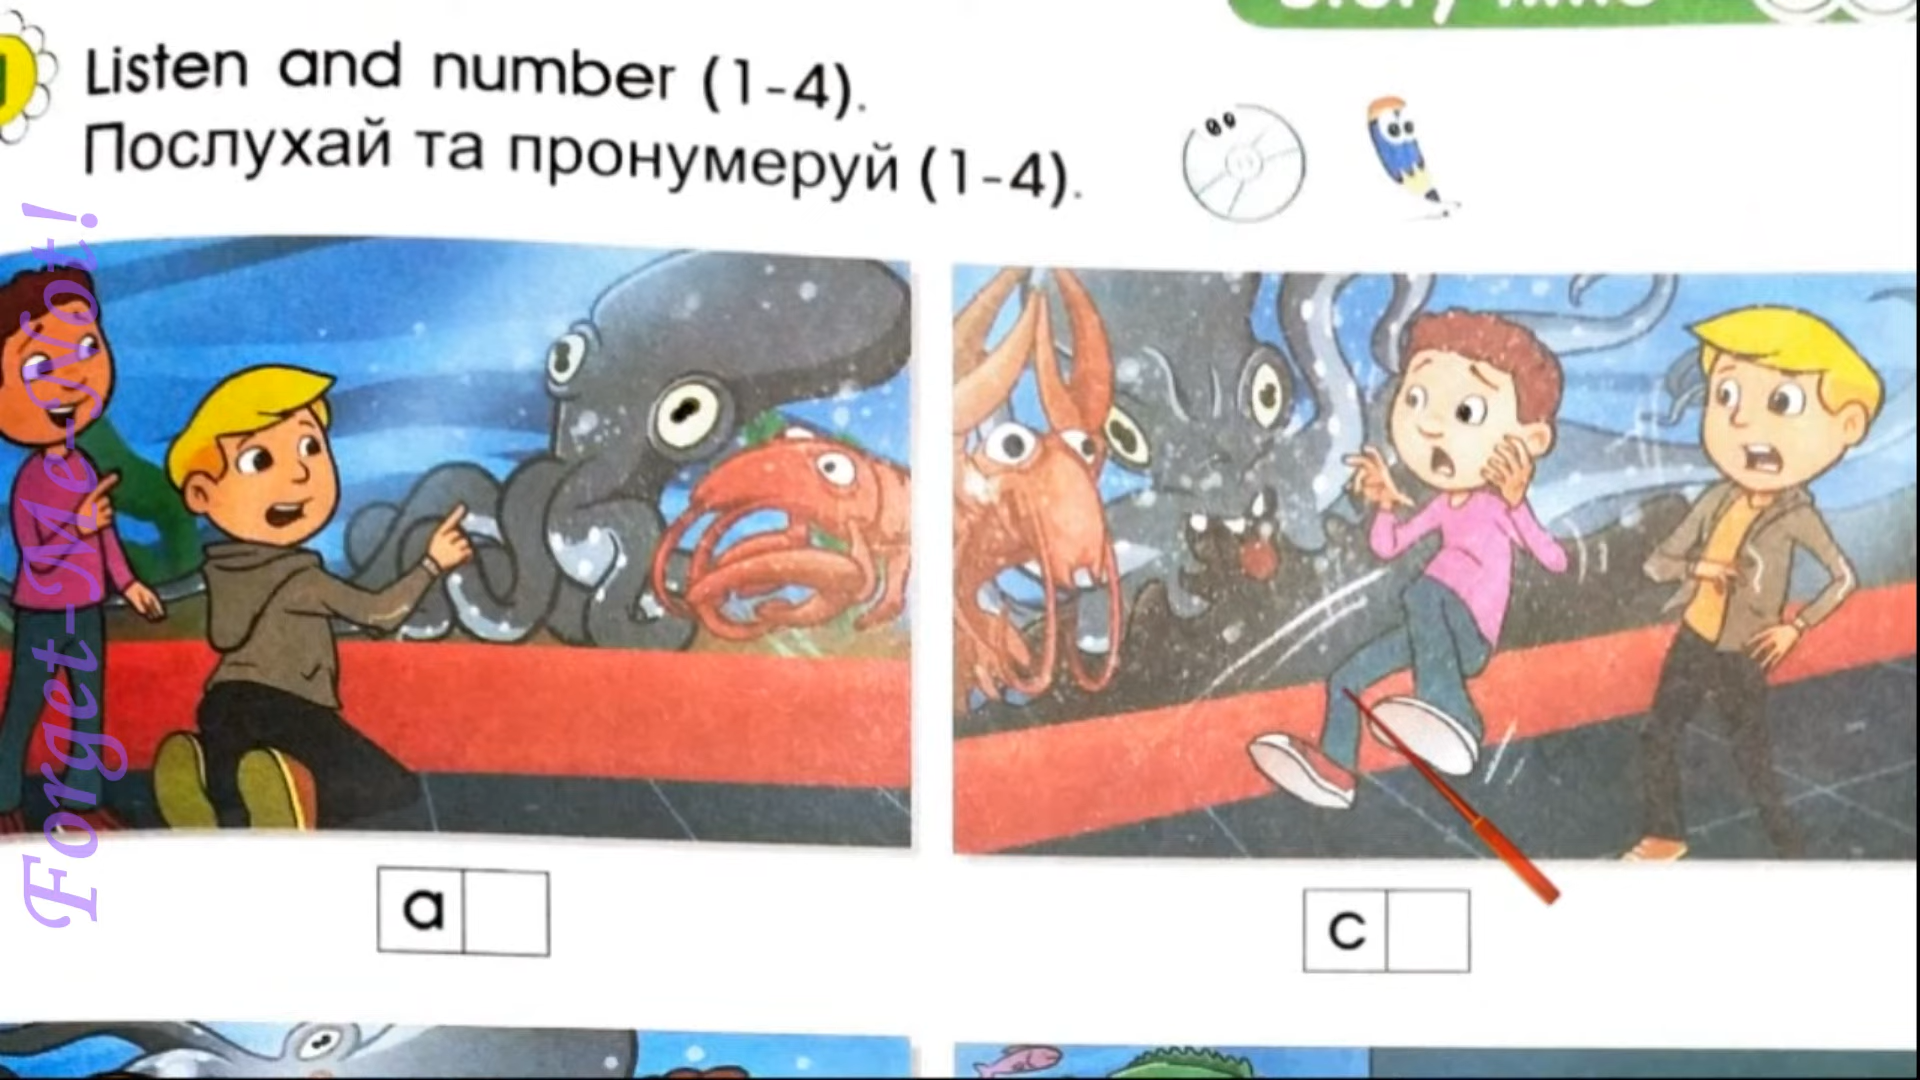 Listen and number (1-4).
Послухай та пронумеруй (1-4).
Forget-Me-Not!
a
c